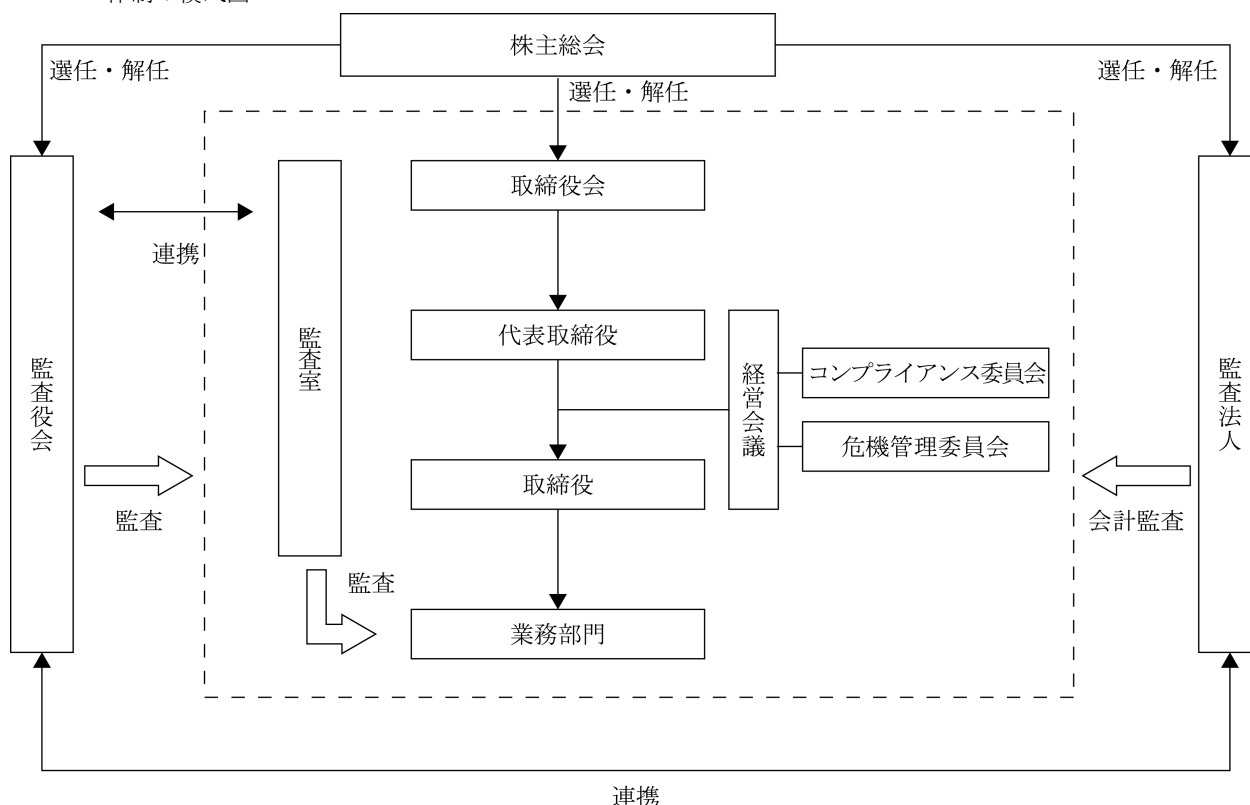 株主総会
選任・解任
選任・解任
選任・解任
取締役会
連携
監査室
代表取締役
経営会議
コンプライアンス委員会
危機管理委員会
監査役会
監査法人
取締役
監査
会計監査
監査
業務部門
連携